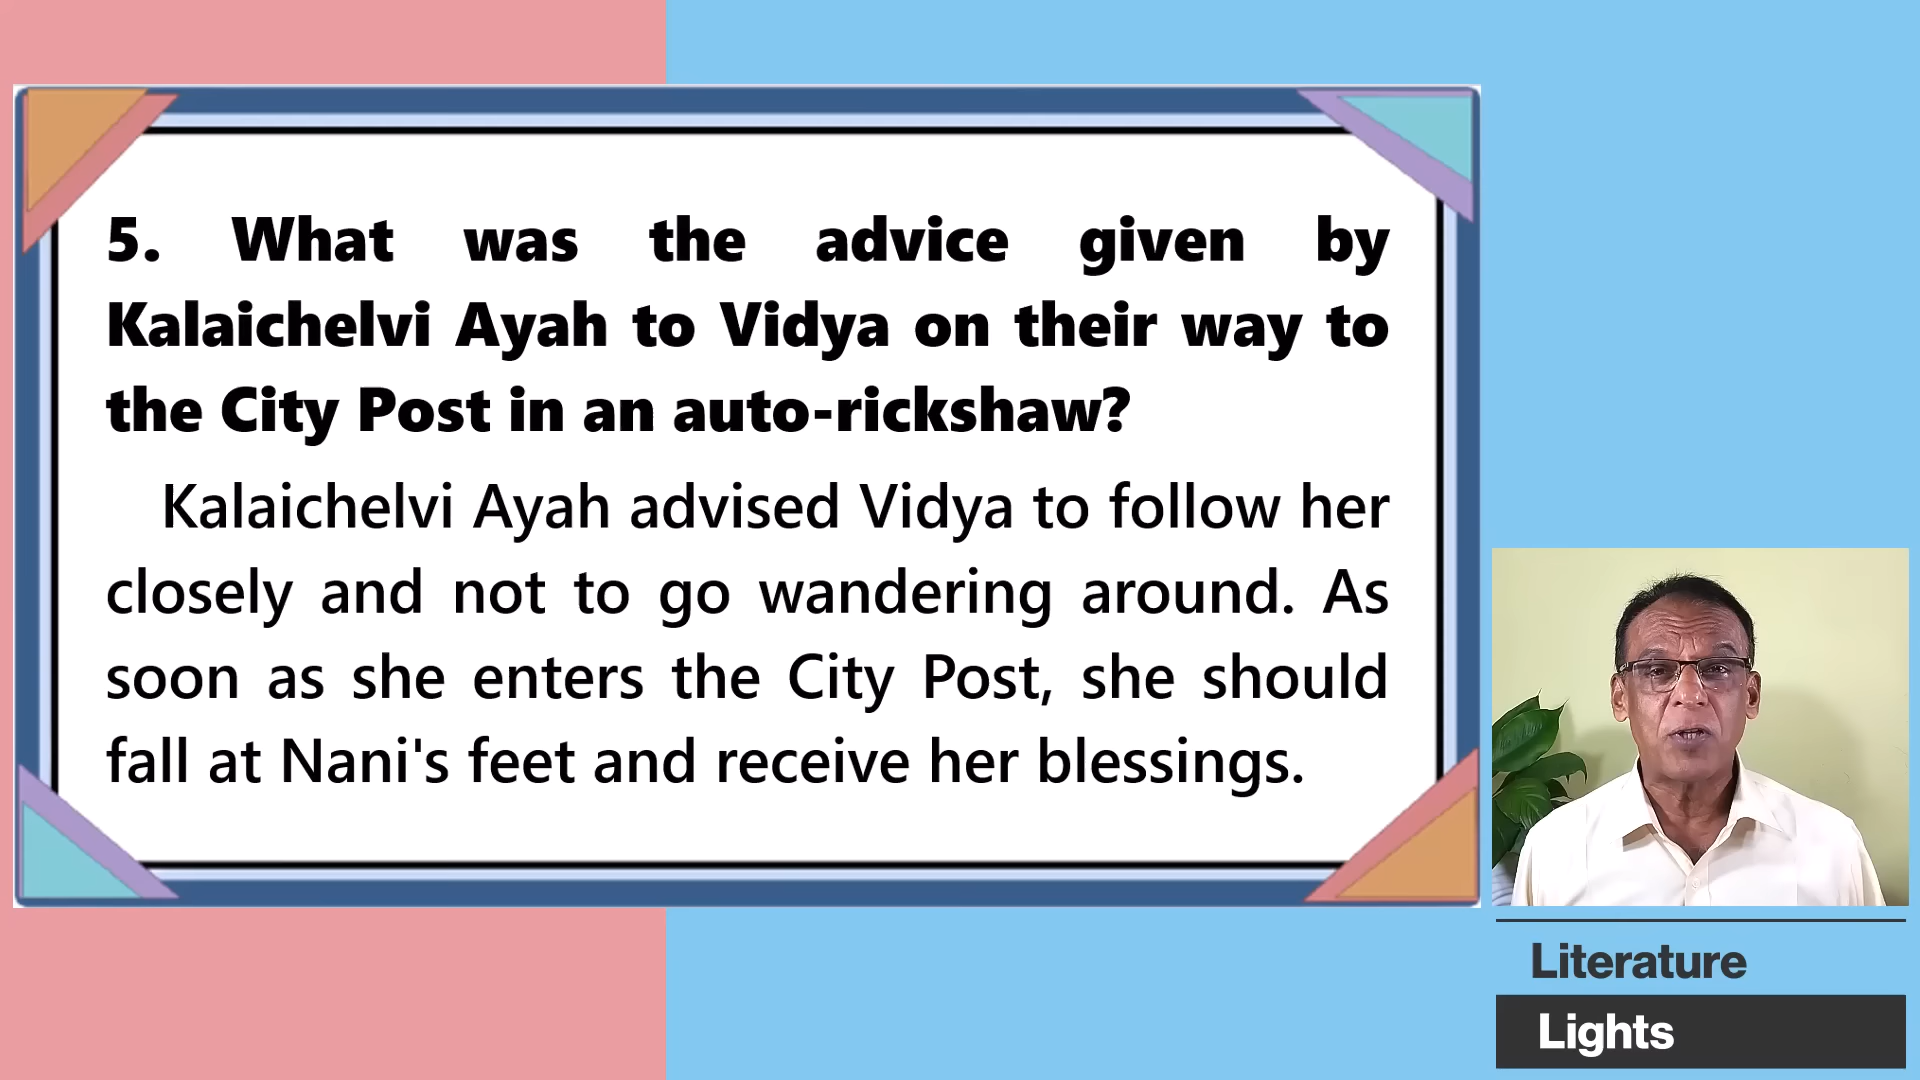 5. What was the advice given by
Kalaichelvi Ayah to Vidya on their way to
the City Post in an auto-rickshaw?
Kalaichelvi Ayah advised Vidya to follow her
closely and not to go wandering around. As
soon as she enters the City Post, she should
fall at Nani's feet and receive her blessings.
Literature
Lights